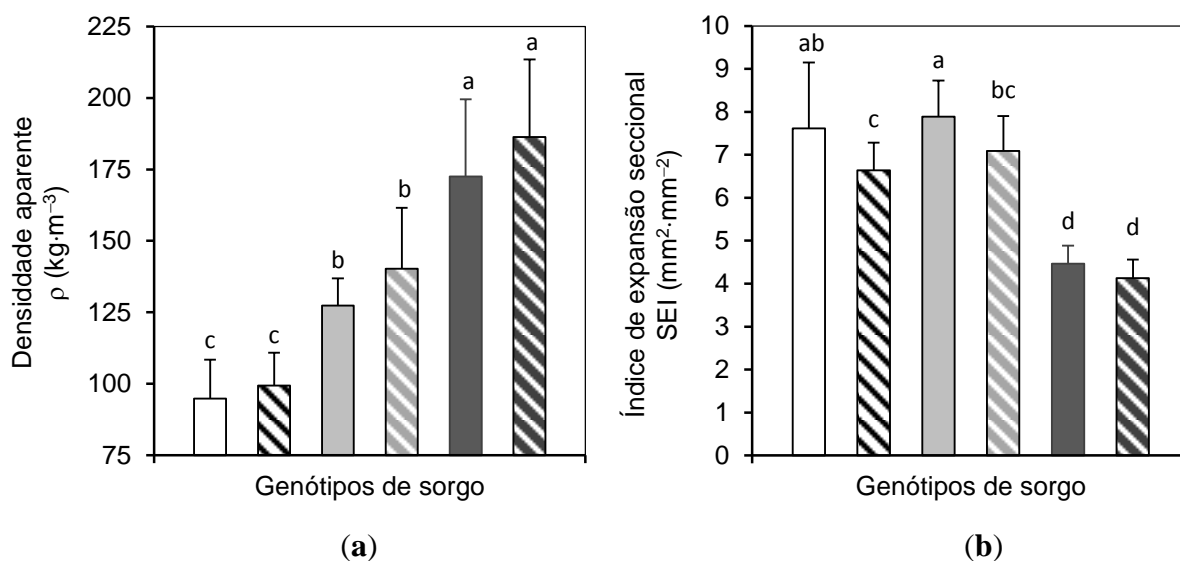 225
200
175
150
125
100
75
Densiddade aparente
ρ (kg·m⁻³)
c
c
b
b
a
a
Genótipos de sorgo
(a)
10
9
8
7
6
5
4
3
2
1
0
Índice de expansão seccional
SEI (mm²·mm⁻²)
ab
c
a
bc
d
d
Genótipos de sorgo
(b)